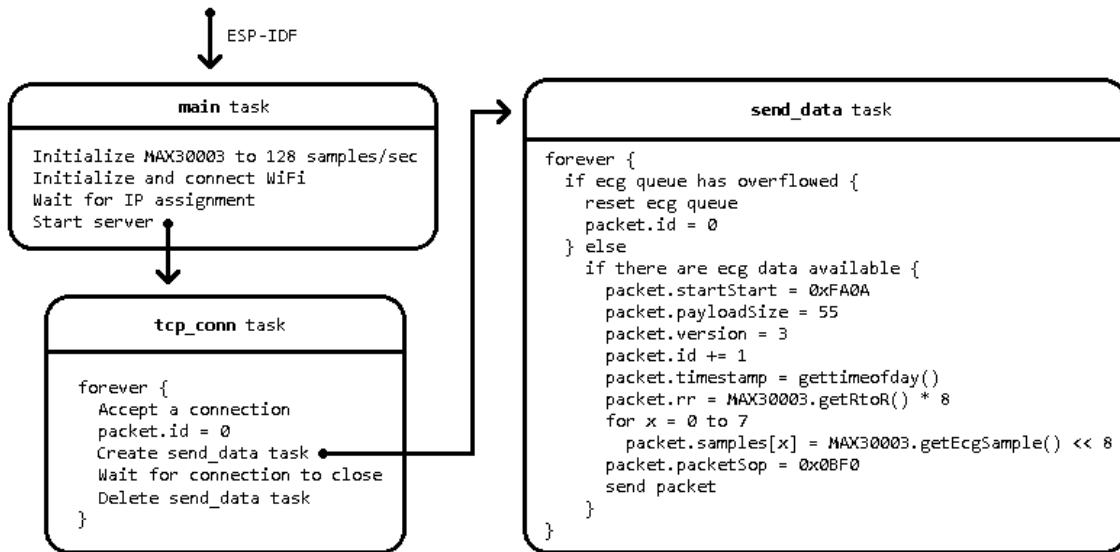 ESP-IDF
main task
Initialize MAX30003 to 128 samples/sec
Initialize and connect WiFi
Wait for IP assignment
Start server
tcp_conn task
forever {
Accept a connection
packet.id = 0
Create send_data task
Wait for connection to close
Delete send_data task
}
send_data task
forever {
if ecg queue has overflowed {
reset ecg queue
packet.id = 0
} else
if there are ecg data available {
packet.startStart = 0xFA0A
packet.payloadSize = 55
packet.version = 3
packet.id += 1
packet.timestamp = gettimeofday()
packet.rr = MAX30003.getRtoR() * 8
for x = 0 to 7
packet.samples[x] = MAX30003.getEcgSample() << 8
packet.packetSop = 0x0BF0
send packet
}
}